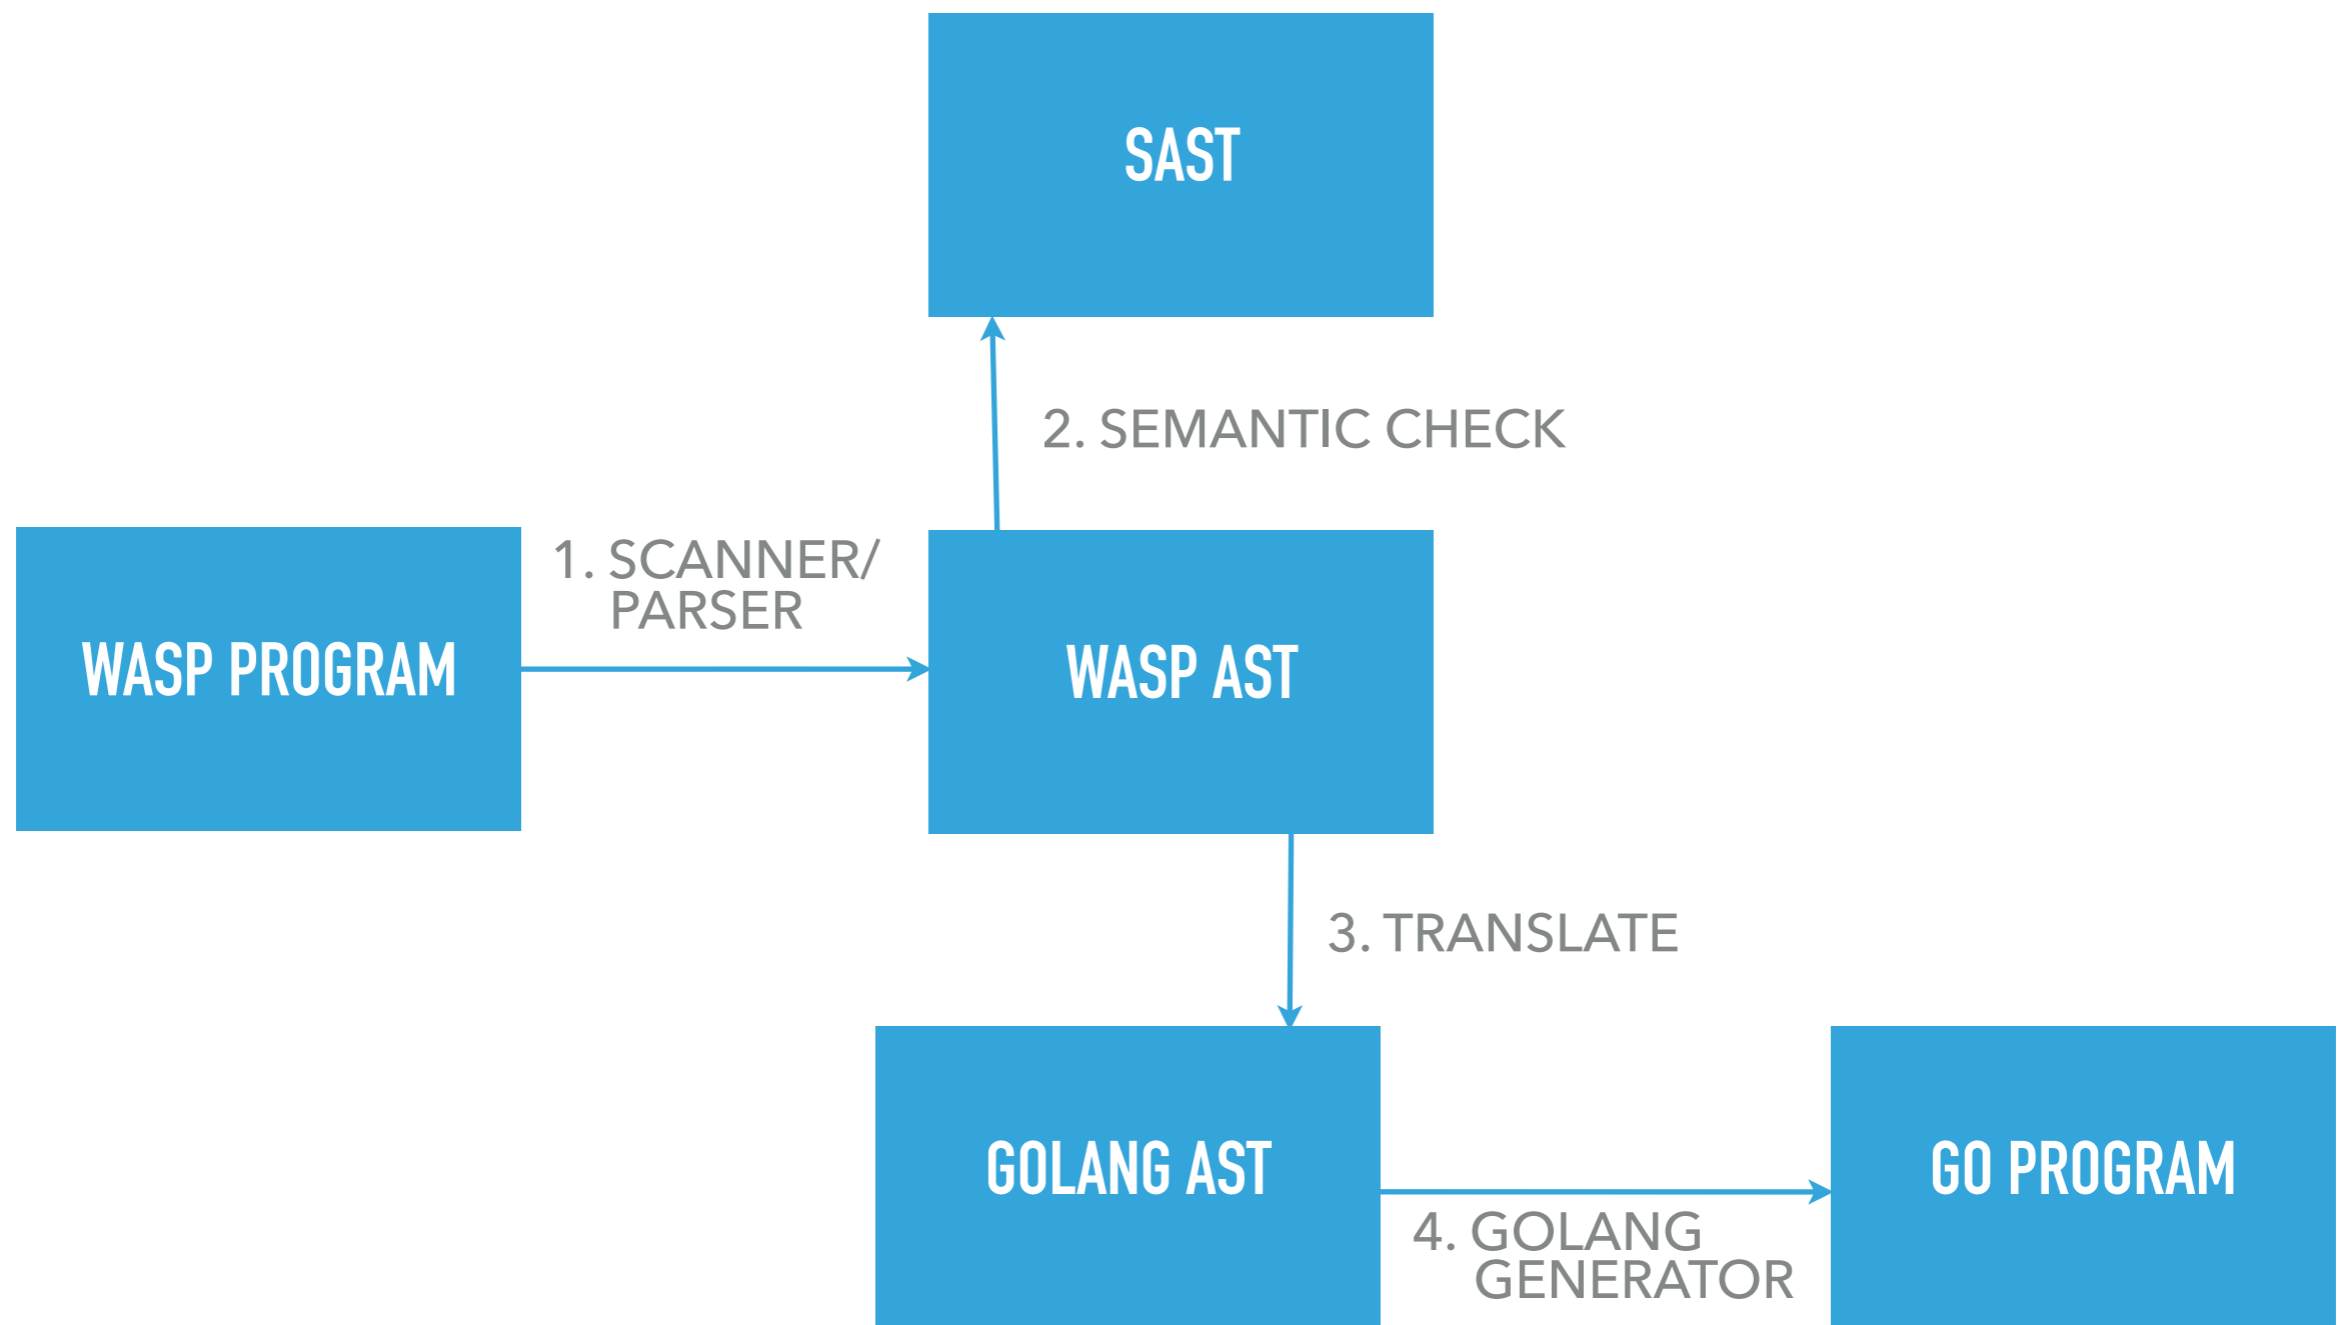 SAST
2. SEMANTIC CHECK
1. SCANNER/
PARSER
WASP PROGRAM
WASP AST
3. TRANSLATE
GOLANG AST
GO PROGRAM
4. GOLANG
GENERATOR